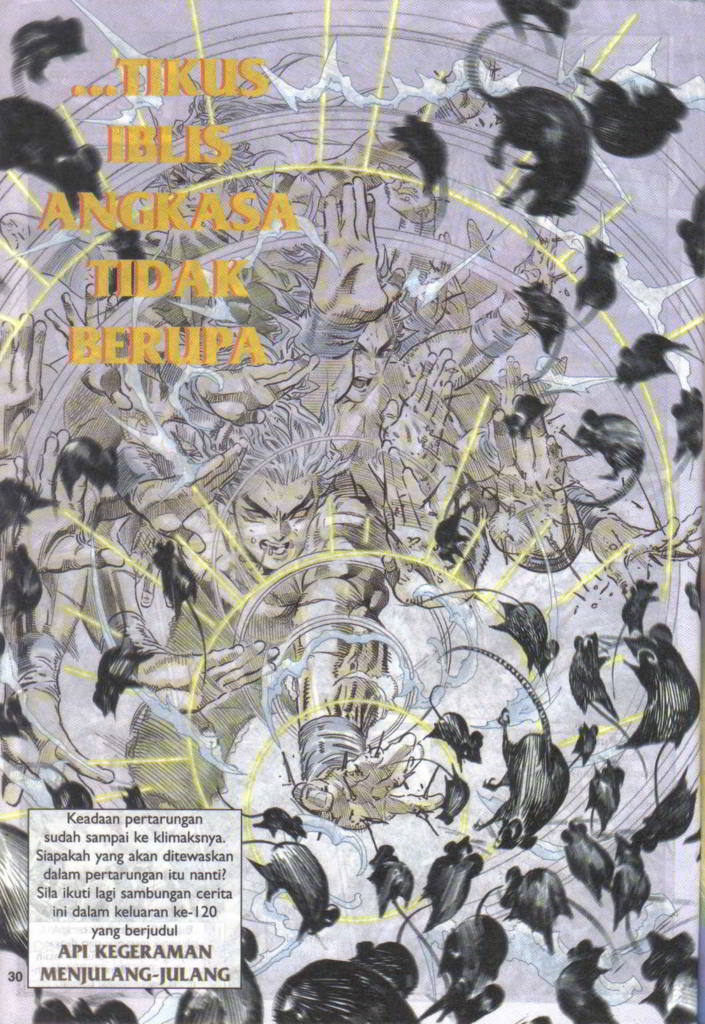 ...TIKUS
IBLIS
ANGKASA
TIDAK
BERUPA
Keadaan pertarungan
sudah sampai ke klimaksnya.
Siapakah yang akan ditewaskan
dalam pertarungan itu nanti?
Sila ikuti lagi sambungan cerita
ini dalam keluaran ke-120
yang berjudul
API KEGERAMAN
MENJULANG-JULANG
30